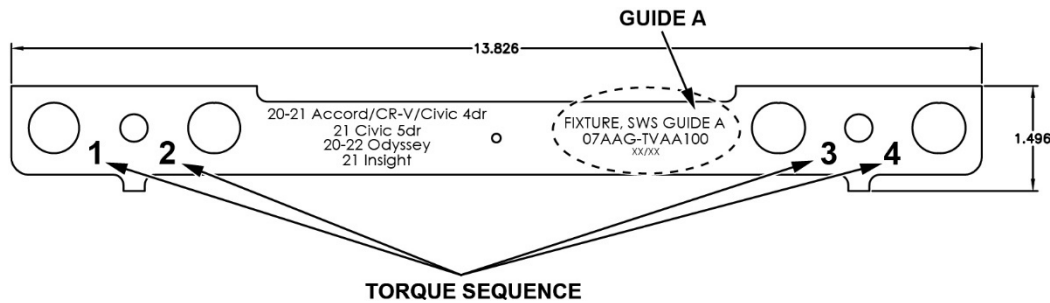 GUIDE A
13.826
20-21 Accord/CR-V/Civic 4dr
21 Civic 5dr
20-22 Odyssey
21 Insight
FIXTURE, SWS GUIDE A
07AAG-TVAA100
XX/XX
1.496
1 2 3 4
TORQUE SEQUENCE